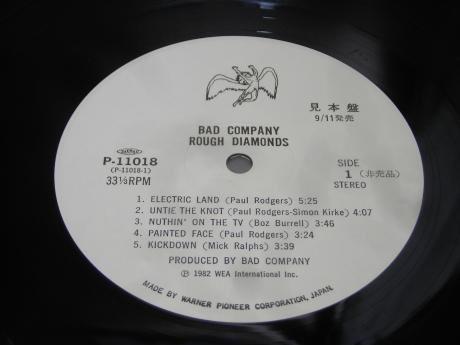 BAD COMPANY
ROUGH DIAMONDS
見本盤
9/11発売
P-11018
(P-11018-1)
33⅓RPM
SIDE
1 (非売品)
STEREO
1. ELECTRIC LAND (Paul Rodgers) 5:25
2. UNTIE THE KNOT (Paul Rodgers-Simon Kirke) 4:07
3. NUTHIN' ON THE TV (Boz Burrell) 3:46
4. PAINTED FACE (Paul Rodgers) 3:24
5. KICKDOWN (Mick Ralphs) 3:39
PRODUCED BY BAD COMPANY
Ⓟ 1982 WEA International Inc.
MADE BY WARNER PIONEER CORPORATION, JAPAN.